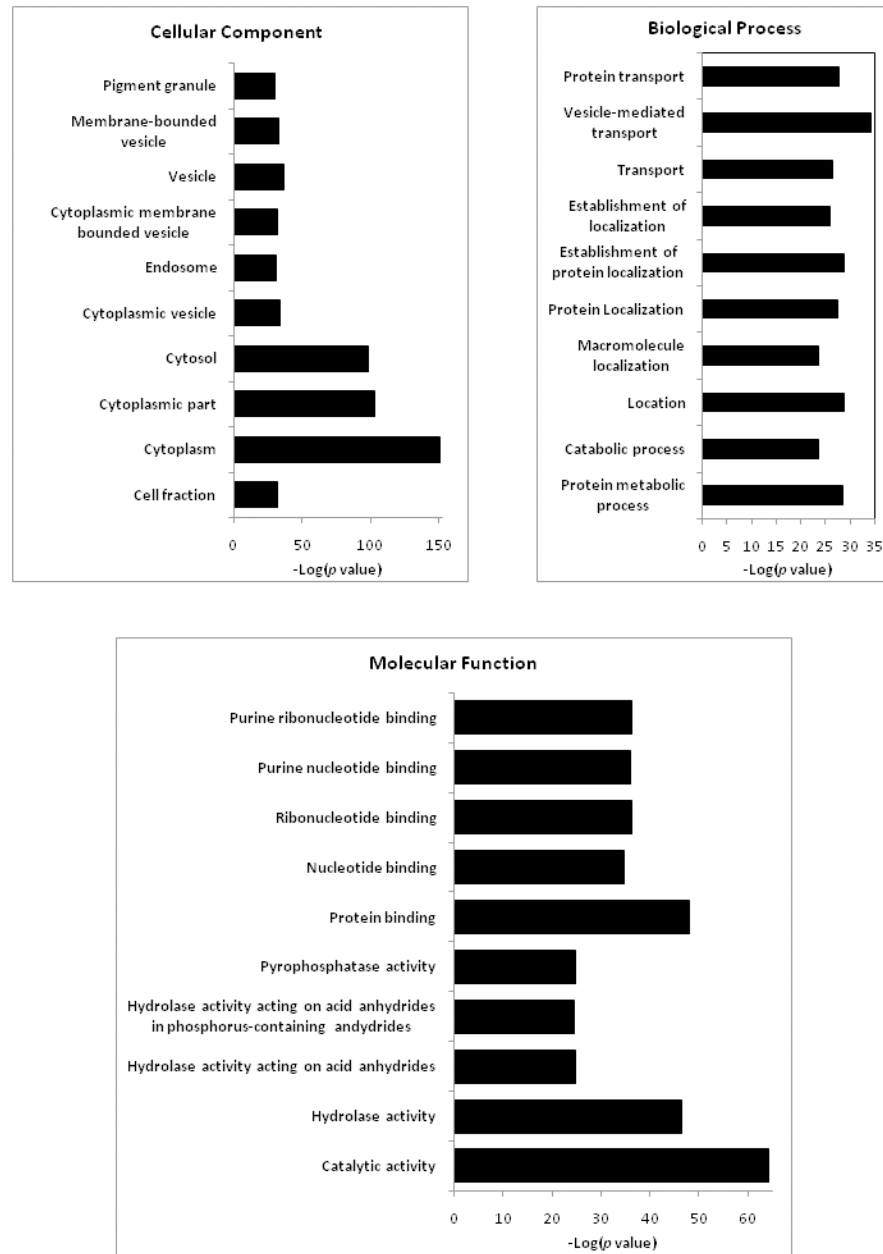 Cellular Component
Pigment granule
Membrane-bounded
vesicle
Vesicle
Cytoplasmic membrane
bounded vesicle
Endosome
Cytoplasmic vesicle
Cytosol
Cytoplasmic part
Cytoplasm
Cell fraction
0 50 100 150
-Log(p value)
Biological Process
Protein transport
Vesicle-mediated
transport
Transport
Establishment of
localization
Establishment of
protein localization
Protein Localization
Macromolecule
localization
Location
Catabolic process
Protein metabolic
process
0 5 10 15 20 25 30 35
-Log(p value)
Molecular Function
Purine ribonucleotide binding
Purine nucleotide binding
Ribonucleotide binding
Nucleotide binding
Protein binding
Pyrophosphatase activity
Hydrolase activity acting on acid anhydrides
in phosphorus-containing andydrides
Hydrolase activity acting on acid anhydrides
Hydrolase activity
Catalytic activity
0 10 20 30 40 50 60
-Log(p value)